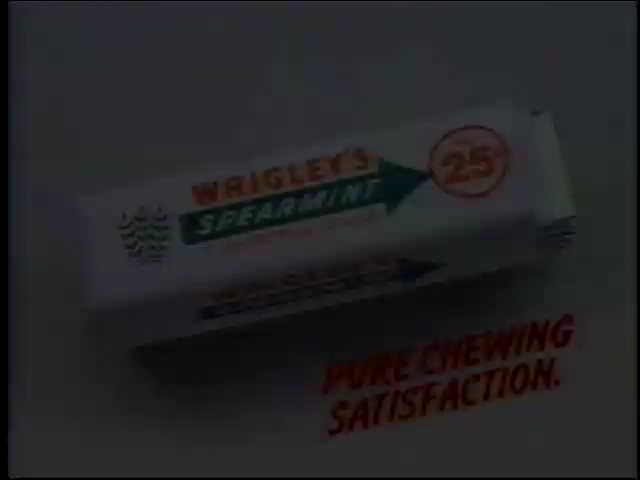 WRIGLEY'S
SPEARMINT
25
PURE CHEWING
SATISFACTION.